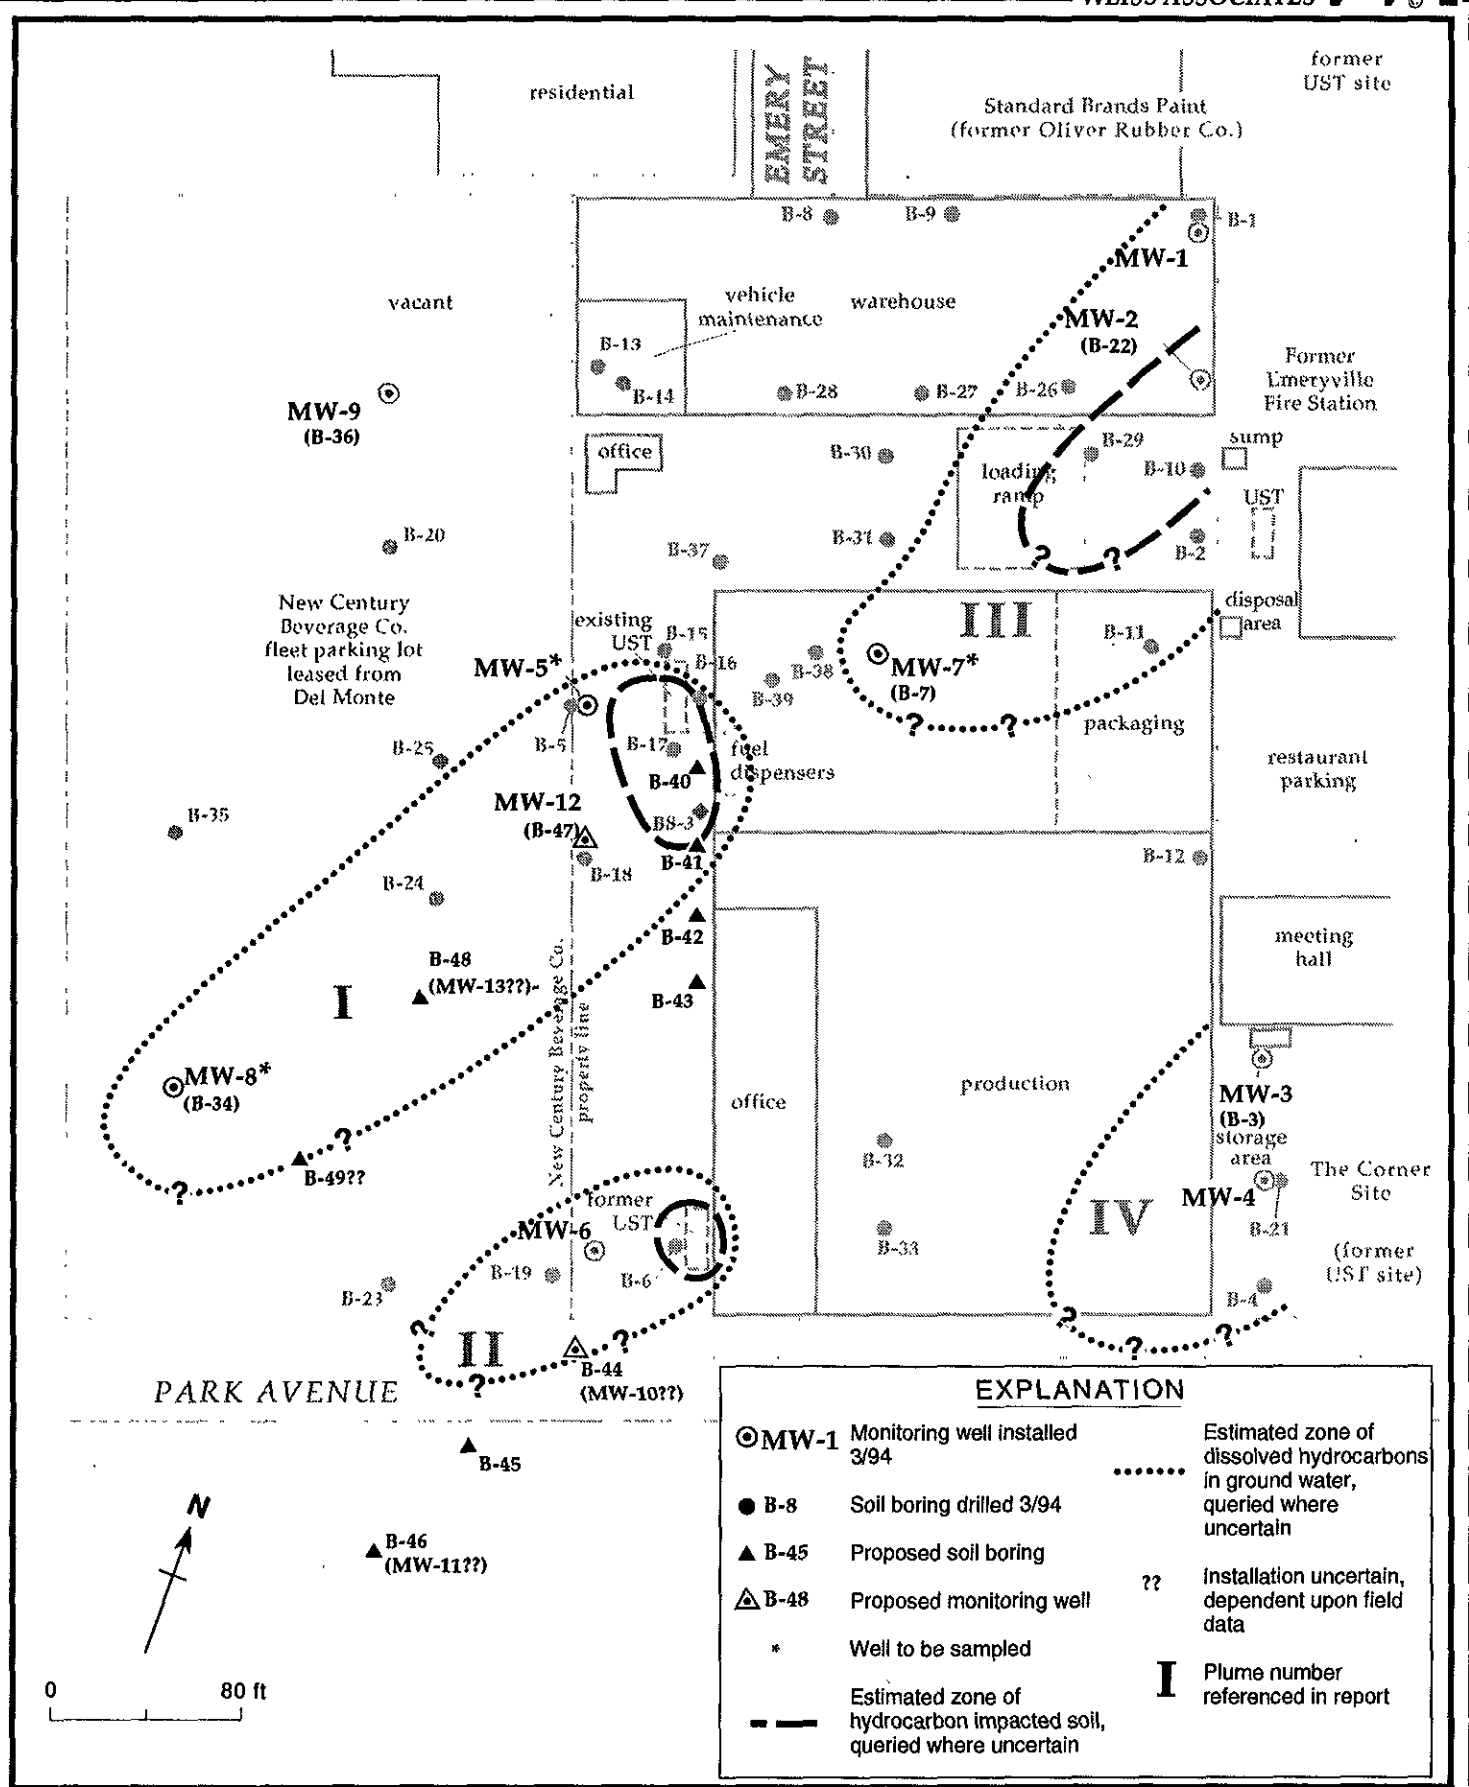 WEISS ASSOCIATES
former
UST site
residential
EMERY
STREET
Standard Brands Paint
(former Oliver Rubber Co.)
B-8
B-9
B-1
MW-1
vacant
vehicle
maintenance
warehouse
MW-2
(B-22)
B-13
B-14
B-28
B-27
B-26
Former
Emeryville
Fire Station
MW-9
(B-36)
office
B-30
loading
ramp
B-29
B-10
sump
UST
B-20
B-37
B-31
?
?
B-2
New Century
Beverage Co.
fleet parking lot
leased from
Del Monte
existing
UST
B-15
B-16
III
B-11
disposal
area
MW-5*
B-38
B-39
MW-7*
(B-7)
?
?
packaging
B-25
B-5
B-17
B-40
fuel
dispensers
restaurant
parking
B-35
MW-12
(B-47)
BS-3
B-41
B-18
B-12
B-24
B-42
meeting
hall
B-48
(MW-13??)-
I
B-43
New Century Beverage Co.
property line
MW-8*
(B-34)
office
production
MW-3
(B-3)
storage
area
?
B-49??
?
B-32
The Corner
Site
former
UST
MW-6
IV
MW-4
B-21
B-33
B-19
B-6
(former
UST site)
B-23
B-4
?
II
?
?
?
?
?
B-44
(MW-10??)
PARK AVENUE
B-45
B-46
(MW-11??)
N
0 80 ft
EXPLANATION
MW-1 Monitoring well installed
3/94
B-8 Soil boring drilled 3/94
B-45 Proposed soil boring
B-48 Proposed monitoring well
* Well to be sampled
Estimated zone of
hydrocarbon impacted soil,
queried where uncertain
Estimated zone of
dissolved hydrocarbons
in ground water,
queried where
uncertain
?? Installation uncertain,
dependent upon field
data
I Plume number
referenced in report